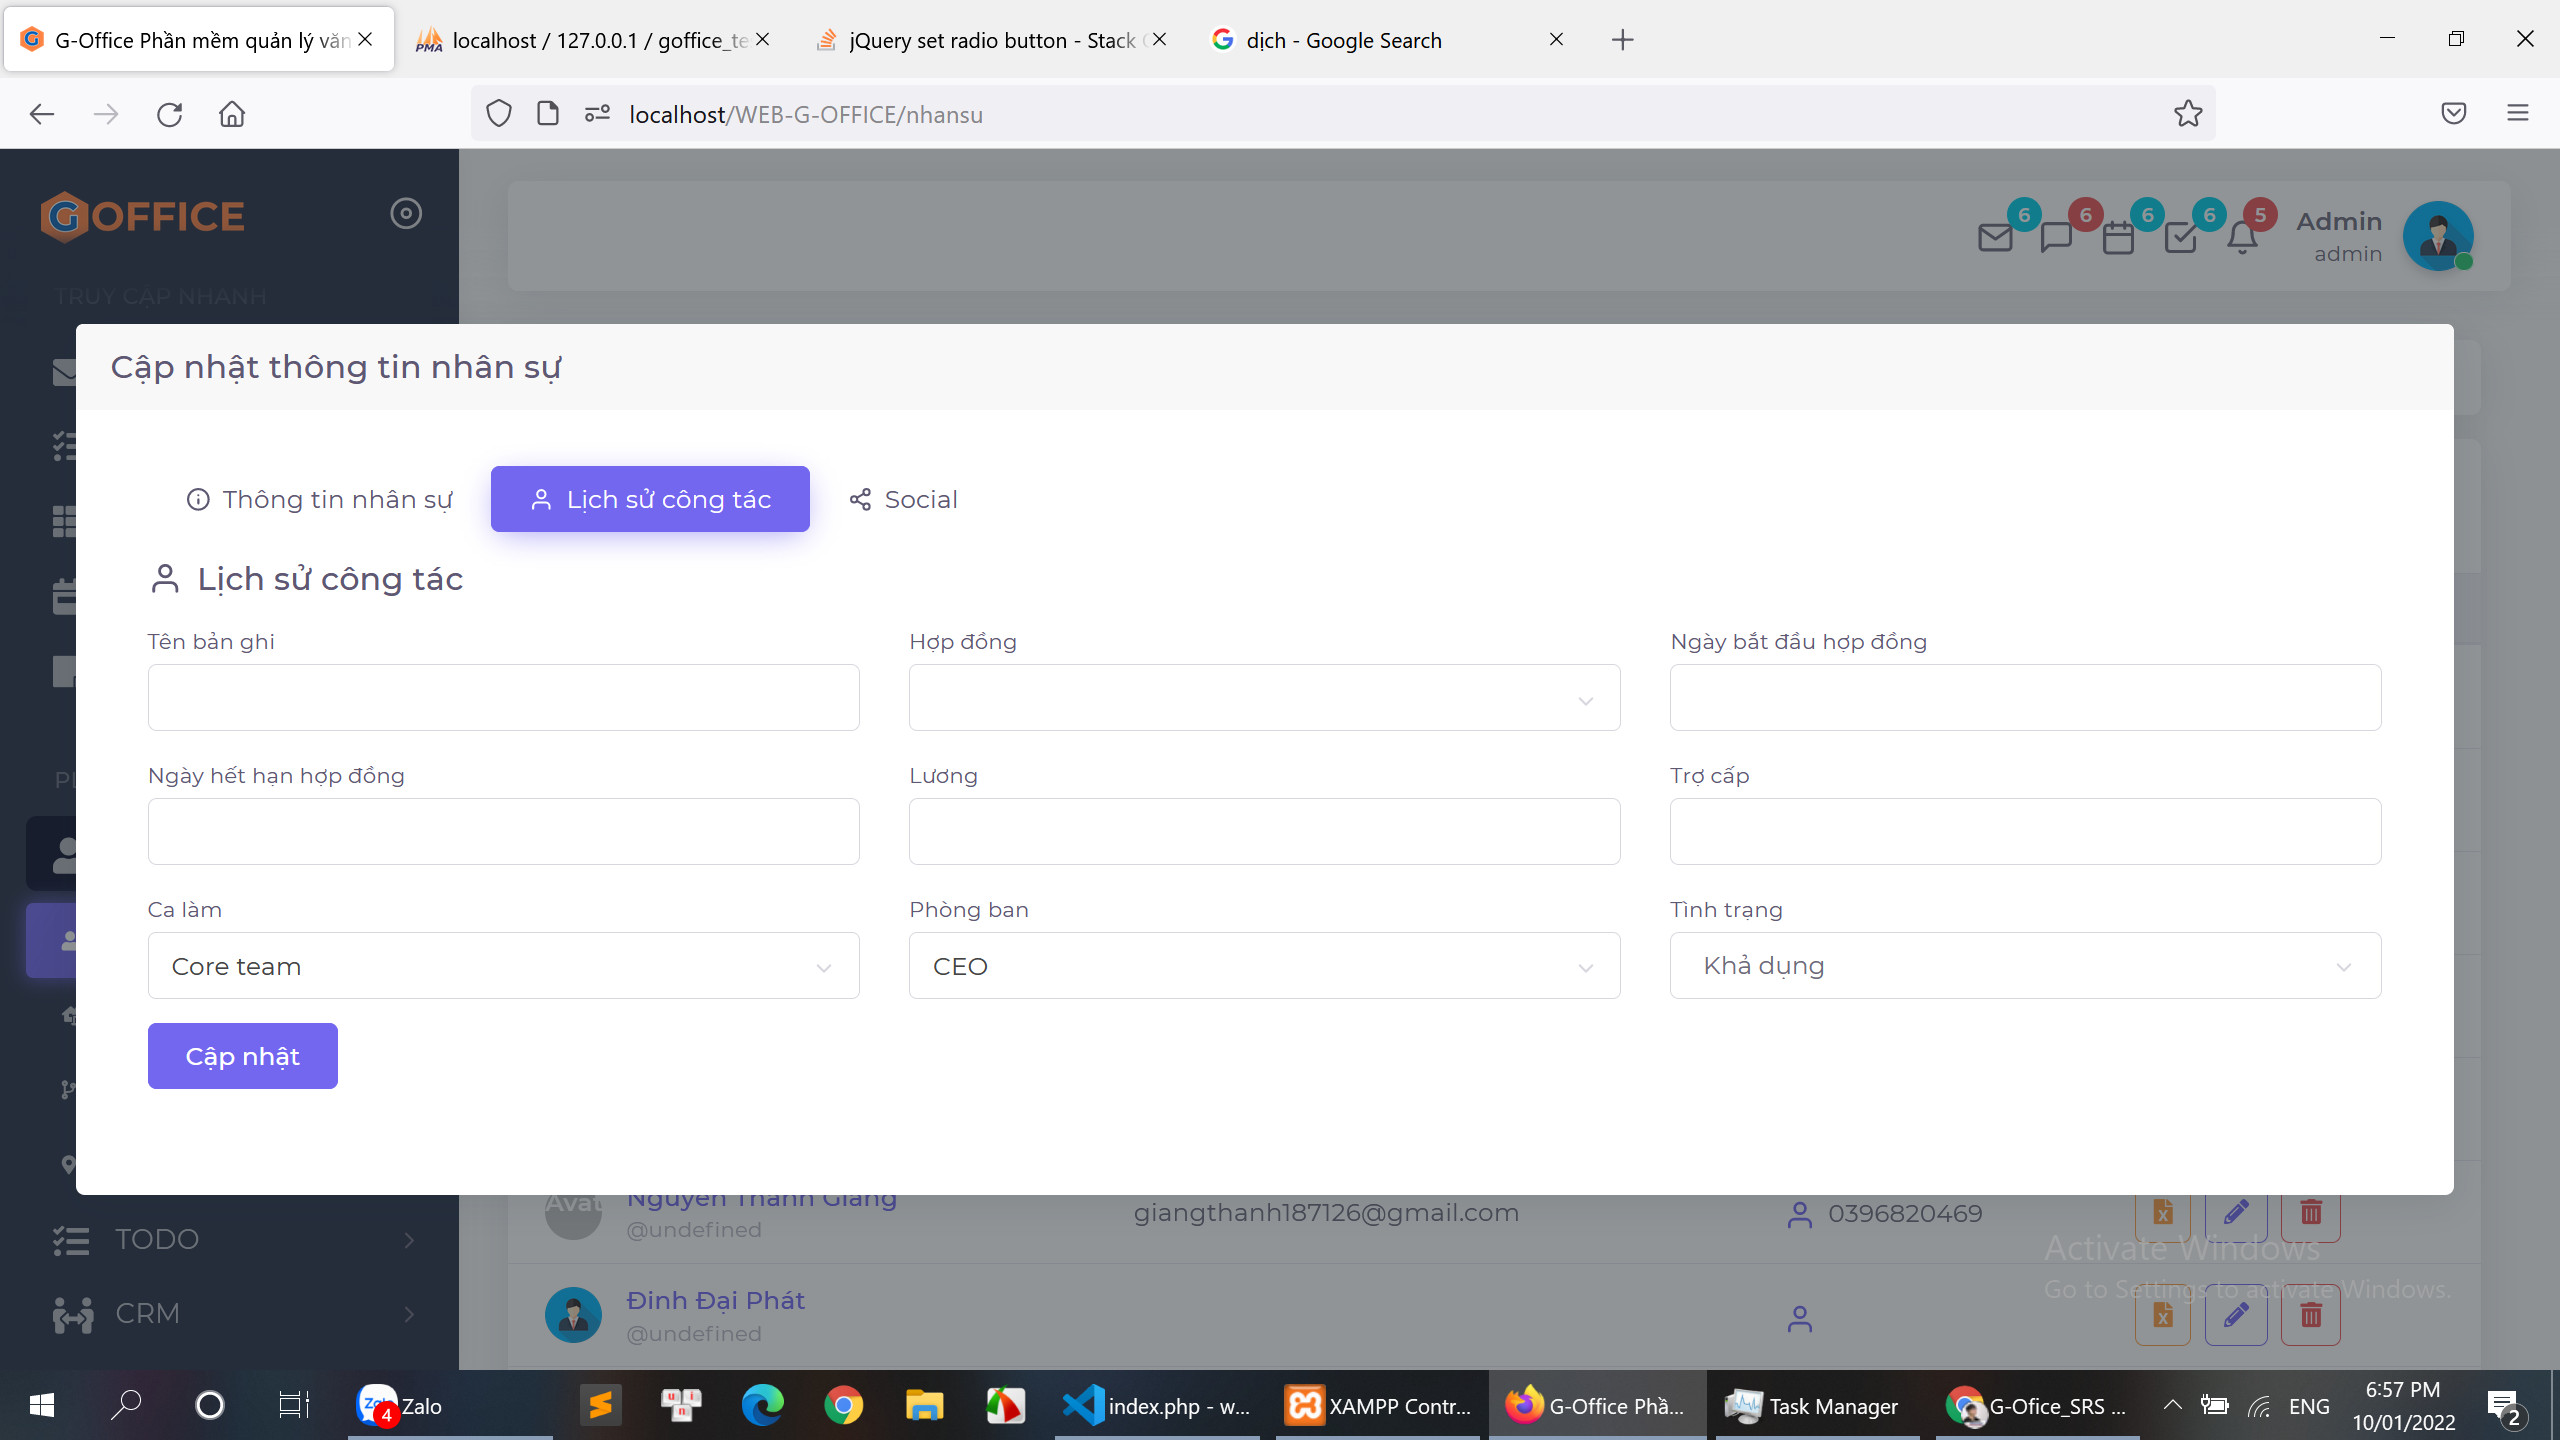 G-Office Phần mềm quản lý văn
localhost / 127.0.0.1 / goffice_te
jQuery set radio button - Stack
dịch - Google Search
localhost/WEB-G-OFFICE/nhansu
GOFFICE
6
6
6
6
5
Admin
admin
TRUY CẬP NHANH
Cập nhật thông tin nhân sự
Thông tin nhân sự
Lịch sử công tác
Social
Lịch sử công tác
Tên bản ghi
Hợp đồng
Ngày bắt đầu hợp đồng
Ngày hết hạn hợp đồng
Lương
Trợ cấp
Ca làm
Phòng ban
Tình trạng
Core team
CEO
Khả dụng
Cập nhật
Nguyễn Thanh Giang
@undefined
giangthanh187126@gmail.com
0396820469
TODO
Đinh Đại Phát
@undefined
CRM
Activate Windows
Go to Settings to activate Windows.
4
Zalo
index.php - w...
XAMPP Contr...
G-Office Phầ...
Task Manager
G-Ofice_SRS ...
ENG
6:57 PM
10/01/2022
2